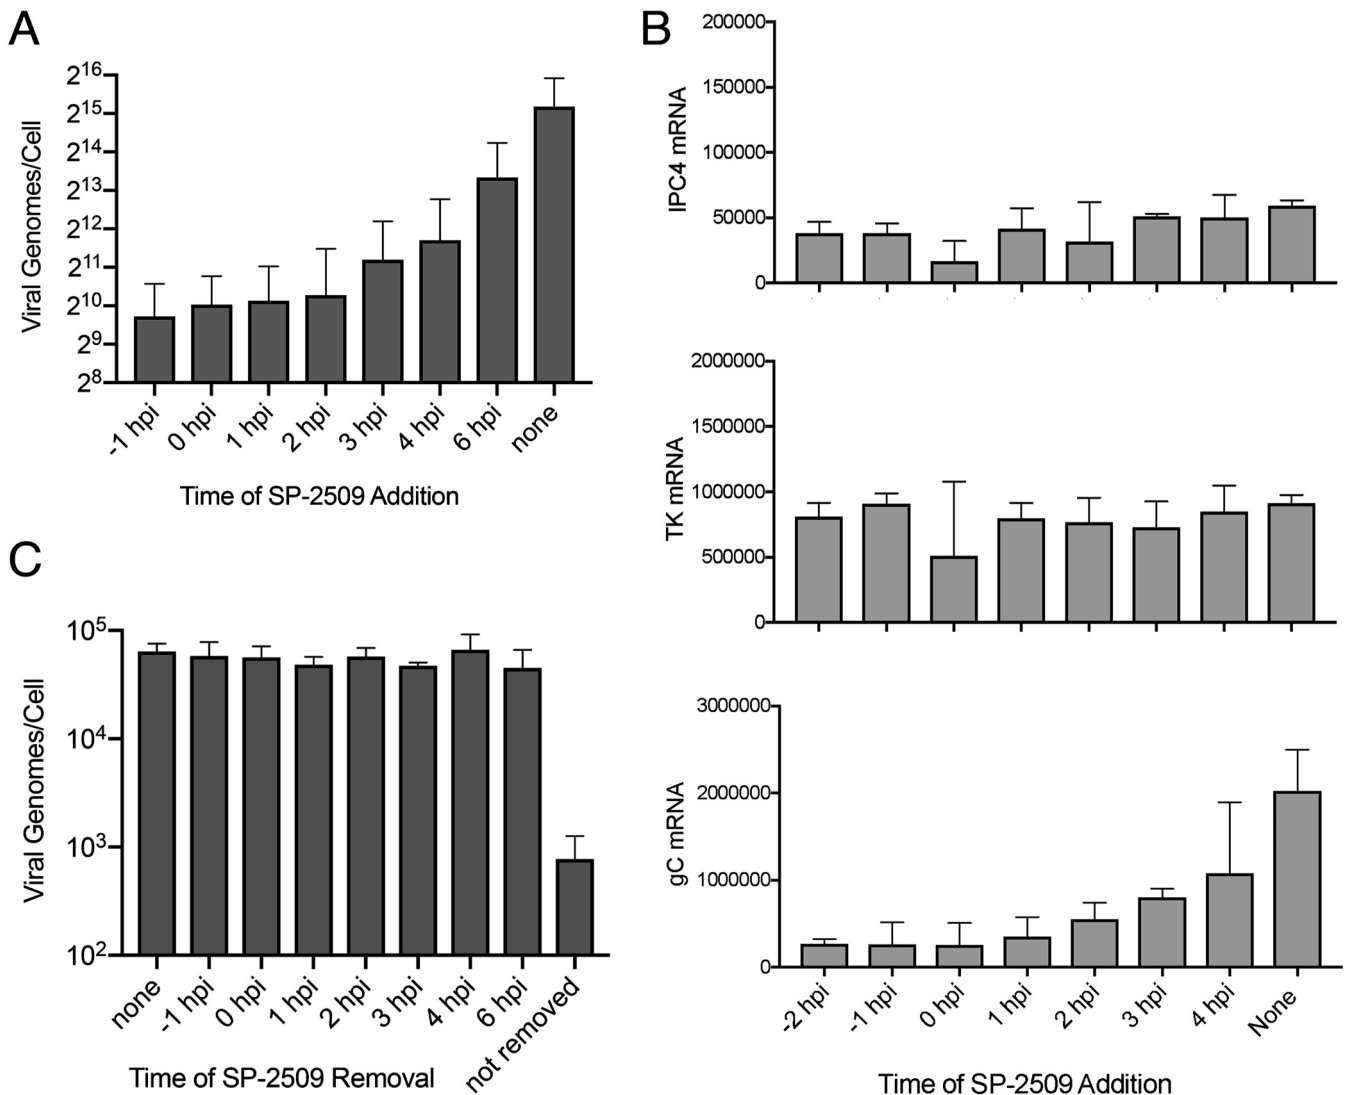 A
2^16
2^15
2^14
2^13
2^12
2^11
2^10
2^9
2^8
Viral Genomes/Cell
-1 hpi
0 hpi
1 hpi
2 hpi
3 hpi
4 hpi
6 hpi
none
Time of SP-2509 Addition
B
200000
150000
100000
50000
0
IPC4 mRNA
2000000
1500000
1000000
500000
0
TK mRNA
3000000
2000000
1000000
0
gC mRNA
-2 hpi
-1 hpi
0 hpi
1 hpi
2 hpi
3 hpi
4 hpi
None
Time of SP-2509 Addition
C
10^5
10^4
10^3
10^2
Viral Genomes/Cell
none
-1 hpi
0 hpi
1 hpi
2 hpi
3 hpi
4 hpi
6 hpi
not removed
Time of SP-2509 Removal